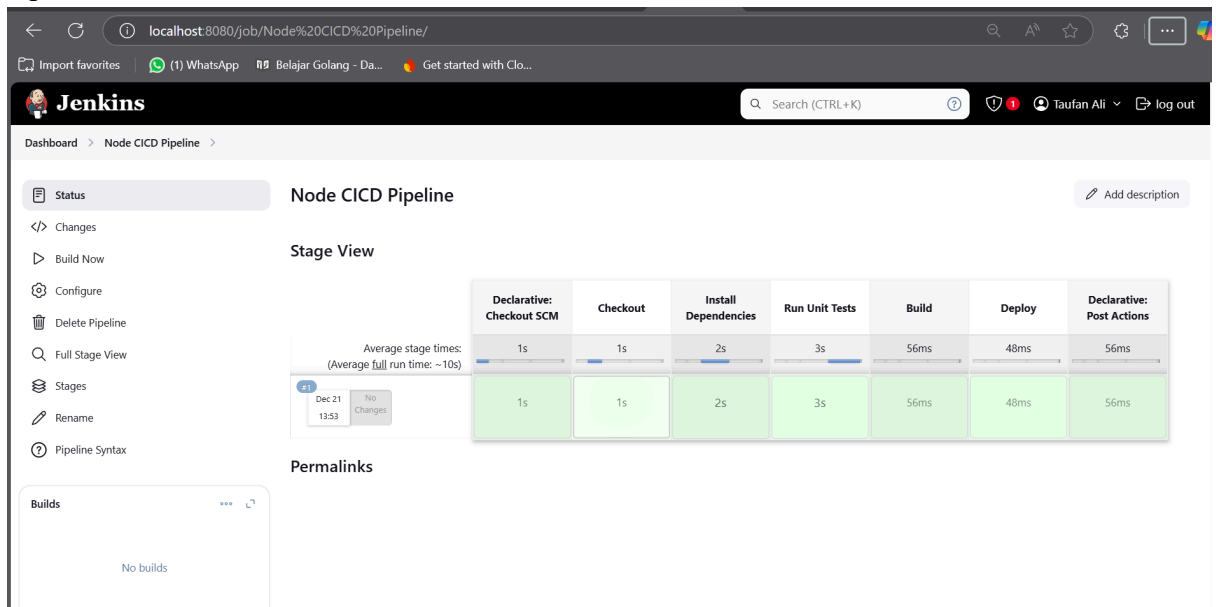 localhost:8080/job/Node%20CICD%20Pipeline/
Import favorites
(1) WhatsApp
Belajar Golang - Da...
Get started with Clo...
Jenkins
Search (CTRL+K)
1
Taufan Ali
log out
Dashboard > Node CICD Pipeline >
Status
Changes
Build Now
Configure
Delete Pipeline
Full Stage View
Stages
Rename
Pipeline Syntax
Builds
No builds
Node CICD Pipeline
Add description
Stage View
Declarative: Checkout SCM
Checkout
Install Dependencies
Run Unit Tests
Build
Deploy
Declarative: Post Actions
Average stage times:
(Average full run time: ~10s)
1s 1s 2s 3s 56ms 48ms 56ms
#1
Dec 21
13:53
No Changes
1s 1s 2s 3s 56ms 48ms 56ms
Permalinks